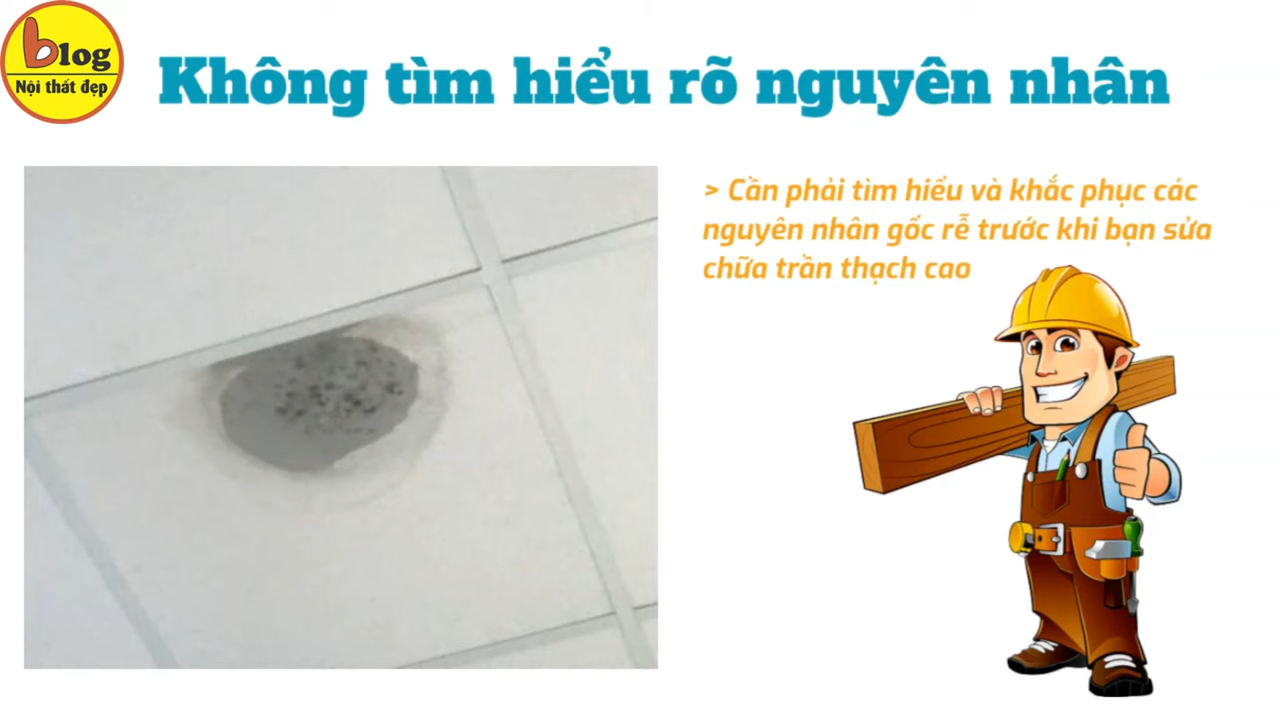 blog
Nội thất đẹp
Không tìm hiểu rõ nguyên nhân
> Cần phải tìm hiểu và khắc phục các
nguyên nhân gốc rễ trước khi bạn sửa
chữa trần thạch cao